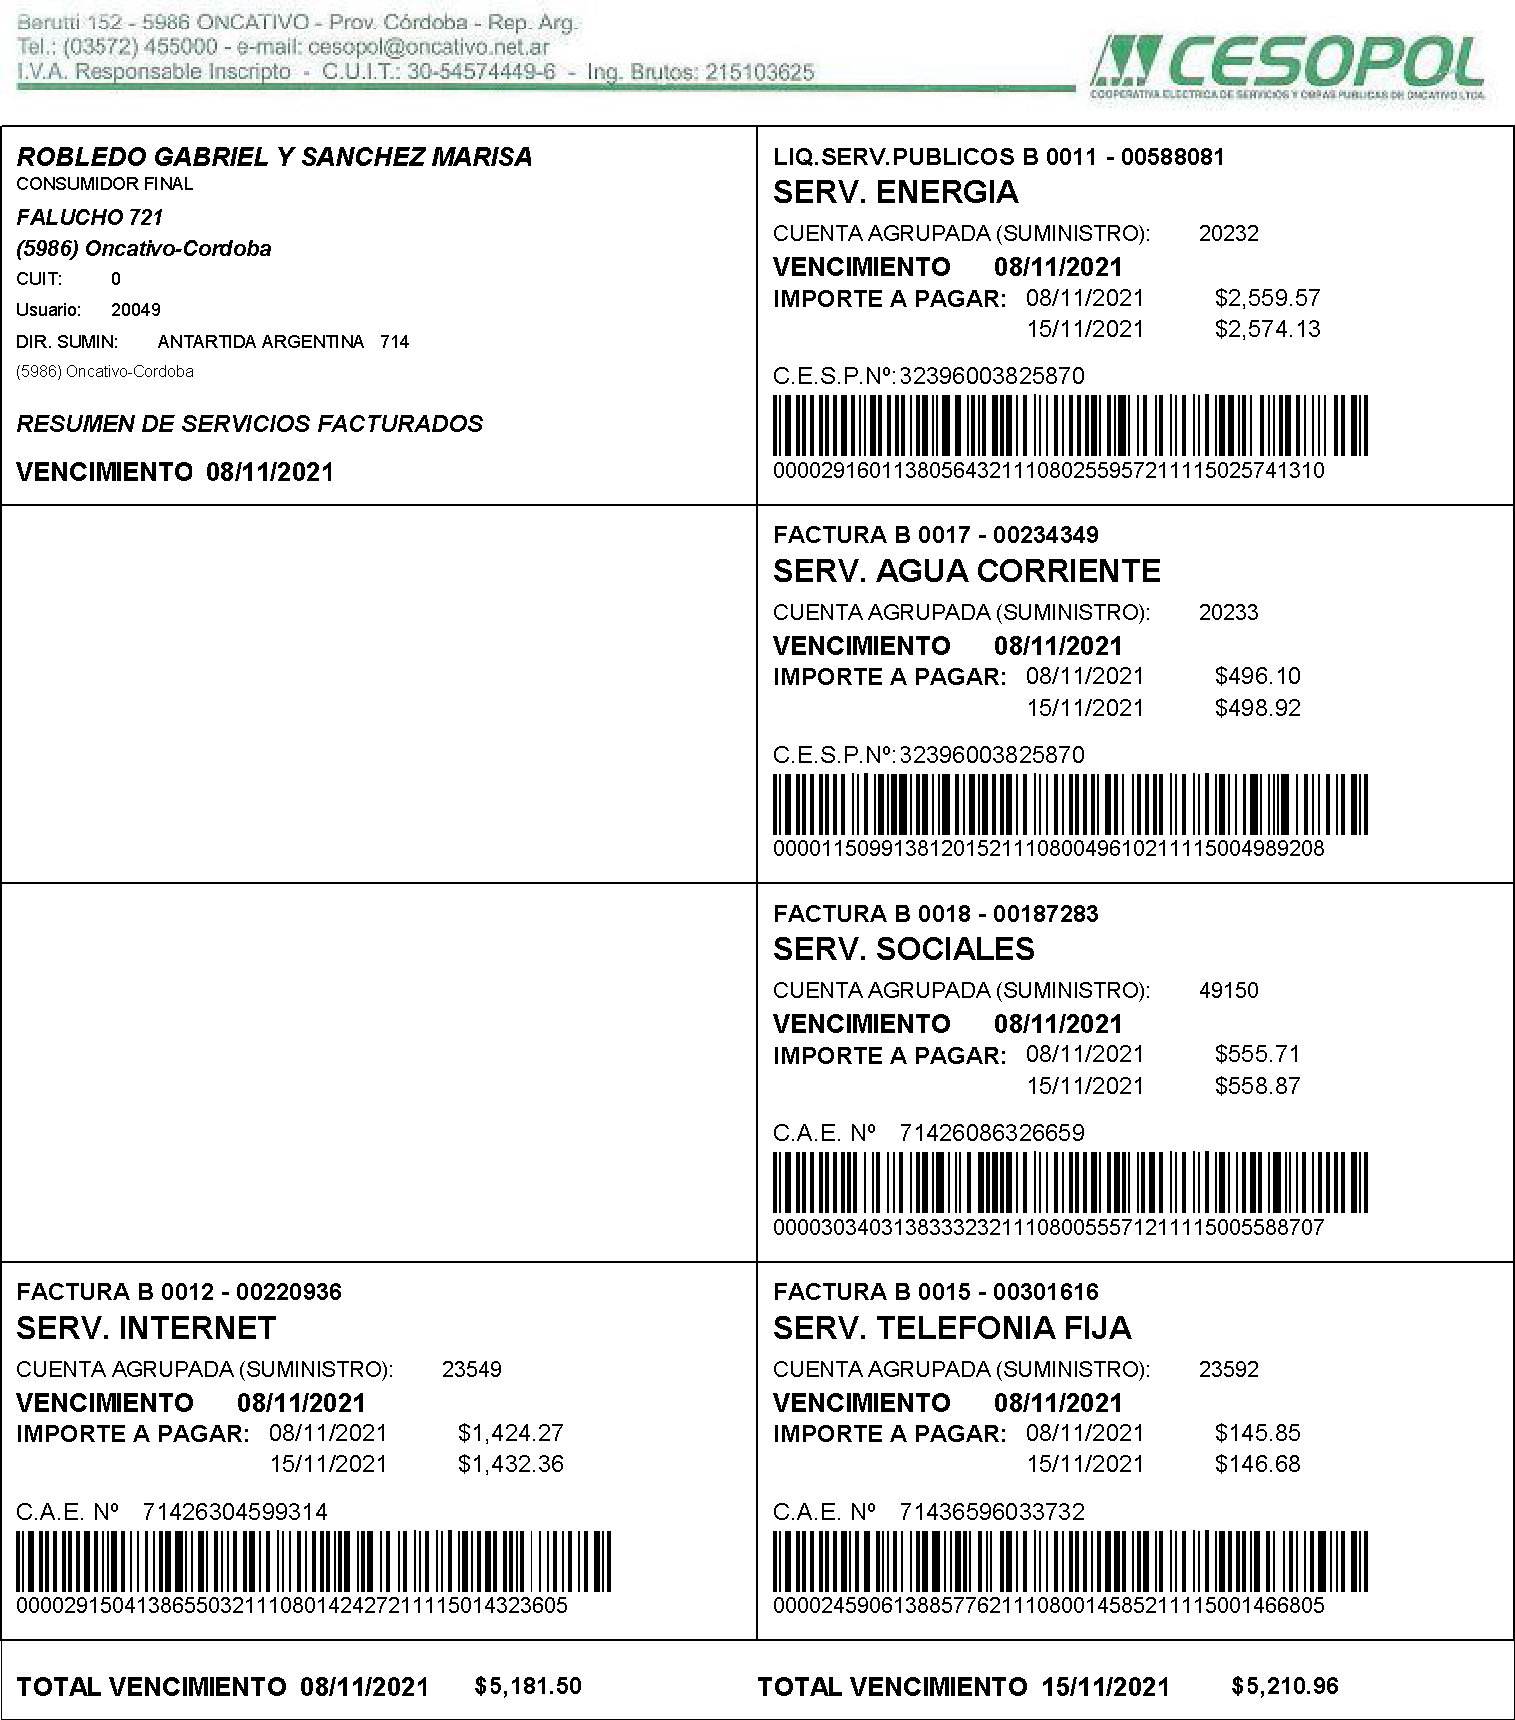 Berutti 152 - 5986 ONCATIVO - Prov. Córdoba - Rep. Arg.
Tel.: (03572) 455000 - e-mail: cesopol@oncativo.net.ar
I.V.A. Responsable Inscripto - C.U.I.T.: 30-54574449-6 - Ing. Brutos: 215103625
CESOPOL
COOPERATIVA ELECTRICA DE SERVICIOS Y OBRAS PUBLICAS DE ONCATIVO LTDA.
ROBLEDO GABRIEL Y SANCHEZ MARISA
CONSUMIDOR FINAL
FALUCHO 721
(5986) Oncativo-Cordoba
CUIT: 0
Usuario: 20049
DIR. SUMIN: ANTARTIDA ARGENTINA 714
(5986) Oncativo-Cordoba
RESUMEN DE SERVICIOS FACTURADOS
VENCIMIENTO 08/11/2021
LIQ.SERV.PUBLICOS B 0011 - 00588081
SERV. ENERGIA
CUENTA AGRUPADA (SUMINISTRO): 20232
VENCIMIENTO 08/11/2021
IMPORTE A PAGAR: 08/11/2021 $2,559.57
15/11/2021 $2,574.13
C.E.S.P.Nº: 32396003825870
00002916011380564321110802559572111150257​41310
FACTURA B 0017 - 00234349
SERV. AGUA CORRIENTE
CUENTA AGRUPADA (SUMINISTRO): 20233
VENCIMIENTO 08/11/2021
IMPORTE A PAGAR: 08/11/2021 $496.10
15/11/2021 $498.92
C.E.S.P.Nº: 32396003825870
0000115099138120152111080049610211115004989208
FACTURA B 0018 - 00187283
SERV. SOCIALES
CUENTA AGRUPADA (SUMINISTRO): 49150
VENCIMIENTO 08/11/2021
IMPORTE A PAGAR: 08/11/2021 $555.71
15/11/2021 $558.87
C.A.E. Nº 71426086326659
0000303403138333232111080055571211115005588707
FACTURA B 0012 - 00220936
SERV. INTERNET
CUENTA AGRUPADA (SUMINISTRO): 23549
VENCIMIENTO 08/11/2021
IMPORTE A PAGAR: 08/11/2021 $1,424.27
15/11/2021 $1,432.36
C.A.E. Nº 71426304599314
0000291504138655032111080142427211115014323605
FACTURA B 0015 - 00301616
SERV. TELEFONIA FIJA
CUENTA AGRUPADA (SUMINISTRO): 23592
VENCIMIENTO 08/11/2021
IMPORTE A PAGAR: 08/11/2021 $145.85
15/11/2021 $146.68
C.A.E. Nº 71436596033732
0000245906138857762111080014585211115001466805
TOTAL VENCIMIENTO 08/11/2021 $5,181.50 TOTAL VENCIMIENTO 15/11/2021 $5,210.96